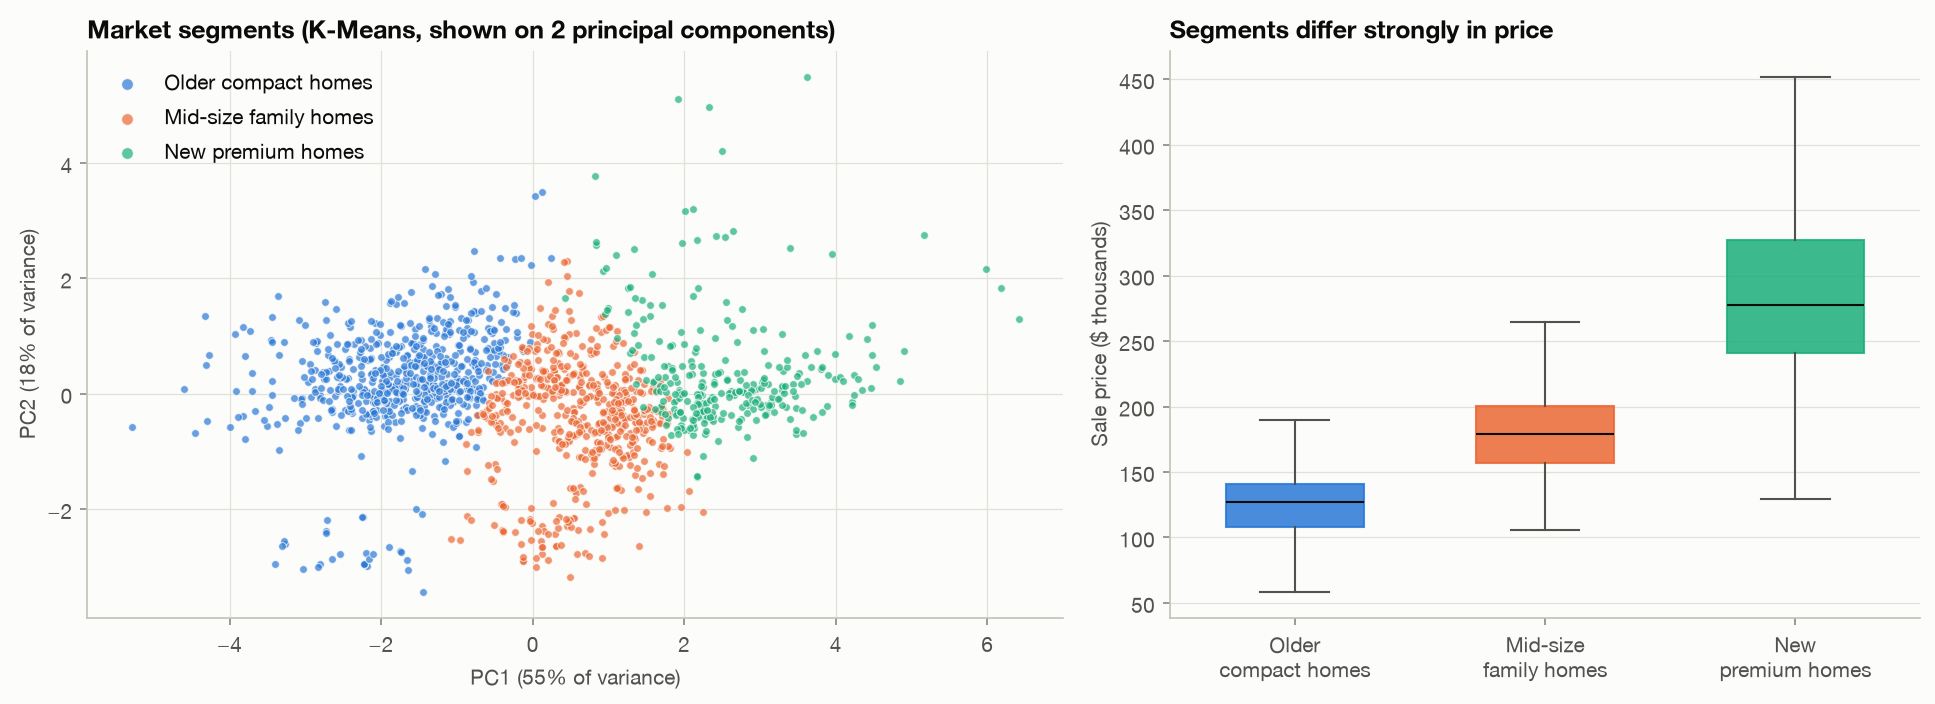 Market segments (K-Means, shown on 2 principal components)
Older compact homes
Mid-size family homes
New premium homes
PC2 (18% of variance)
4
2
0
−2
−4
−2
0
2
4
6
PC1 (55% of variance)
Segments differ strongly in price
Sale price ($ thousands)
450
400
350
300
250
200
150
100
50
Older
compact homes
Mid-size
family homes
New
premium homes